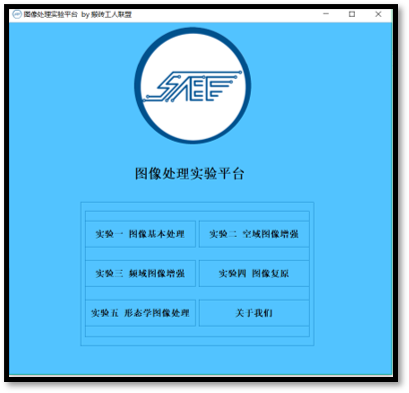 图像处理实验平台 by 搬砖工人联盟
SAEE
图像处理实验平台
实验一 图像基本处理
实验二 空域图像增强
实验三 频域图像增强
实验四 图像复原
实验五 形态学图像处理
关于我们